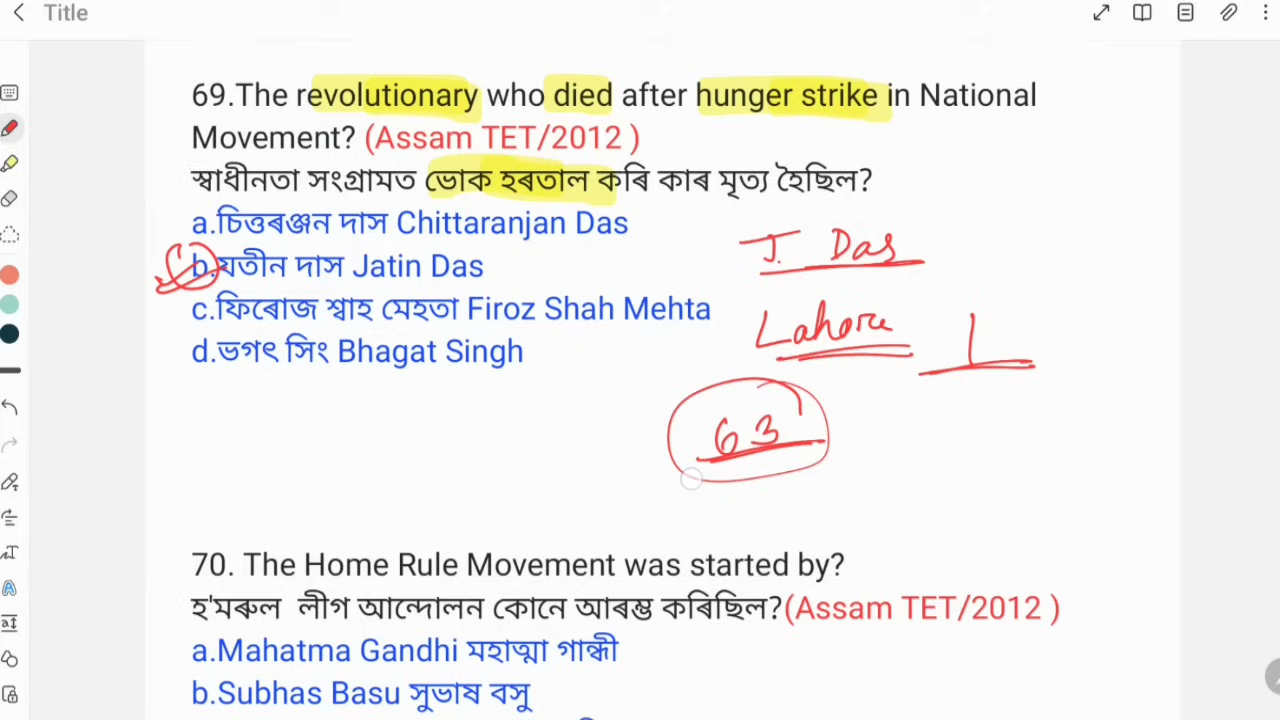 Title
69.The revolutionary who died after hunger strike in National
Movement? (Assam TET/2012 )
স্বাধীনতা সংগ্ৰামত ভোক হৰতাল কৰি কাৰ মৃত্য হৈছিল?
a.চিত্তৰঞ্জন দাস Chittaranjan Das
b.যতীন দাস Jatin Das
J. Das
c.ফিৰোজ শ্বাহ মেহতা Firoz Shah Mehta
Lahore
d.ভগৎ সিং Bhagat Singh
63
70. The Home Rule Movement was started by?
হ'মৰুল লীগ আন্দোলন কোনে আৰম্ভ কৰিছিল?(Assam TET/2012 )
a.Mahatma Gandhi মহাত্মা গান্ধী
b.Subhas Basu সুভাষ বসু